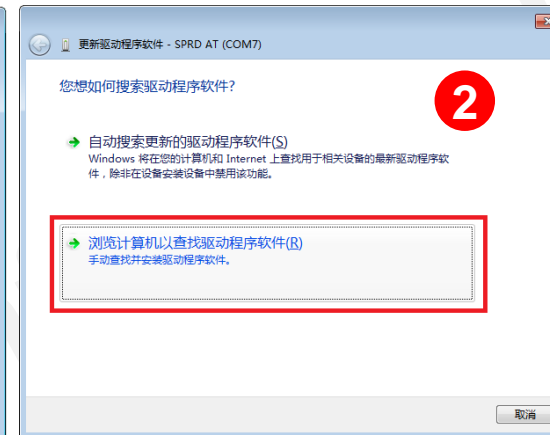 更新驱动程序软件 - SPRD AT (COM7)
您想如何搜索驱动程序软件?
2
自动搜索更新的驱动程序软件(S)
Windows 将在您的计算机和 Internet 上查找用于相关设备的最新驱动程序软
件，除非在设备安装设备中禁用该功能。
浏览计算机以查找驱动程序软件(R)
手动查找并安装驱动程序软件。
取消